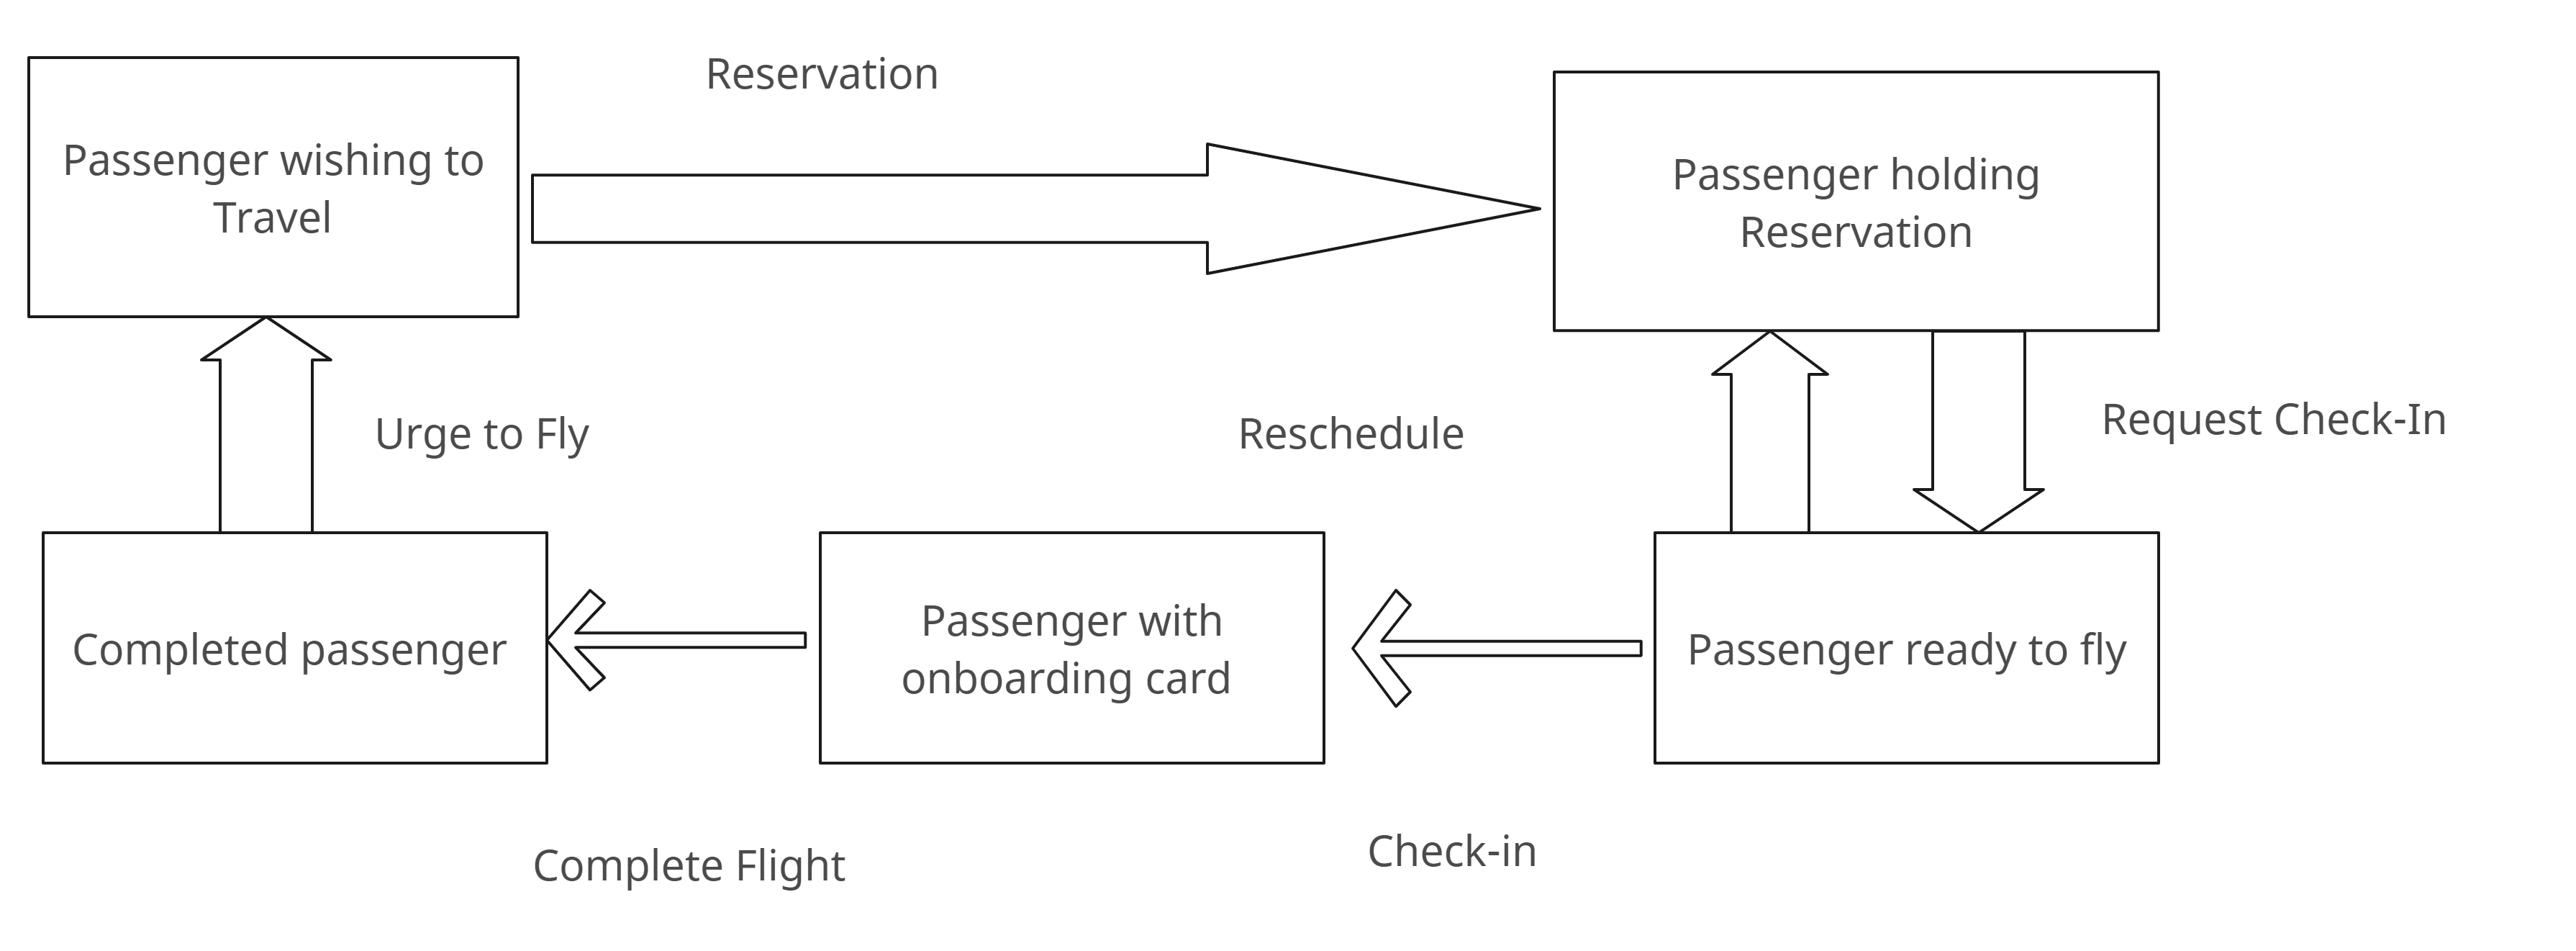 Reservation
Passenger wishing to
Travel
Passenger holding
Reservation
Urge to Fly
Reschedule
Request Check-In
Completed passenger
Passenger with
onboarding card
Passenger ready to fly
Complete Flight
Check-in